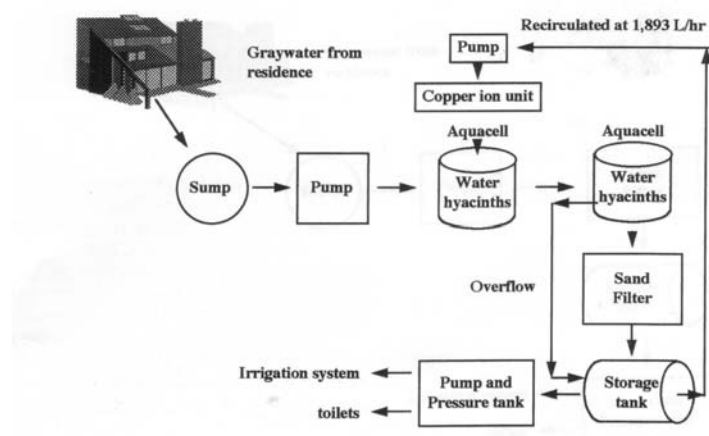 Recirculated at 1,893 L/hr
Graywater from
residence
Pump
Copper ion unit
Aquacell
Aquacell
Sump
Pump
Water
hyacinths
Water
hyacinths
Overflow
Sand
Filter
Irrigation system
toilets
Pump and
Pressure tank
Storage
tank